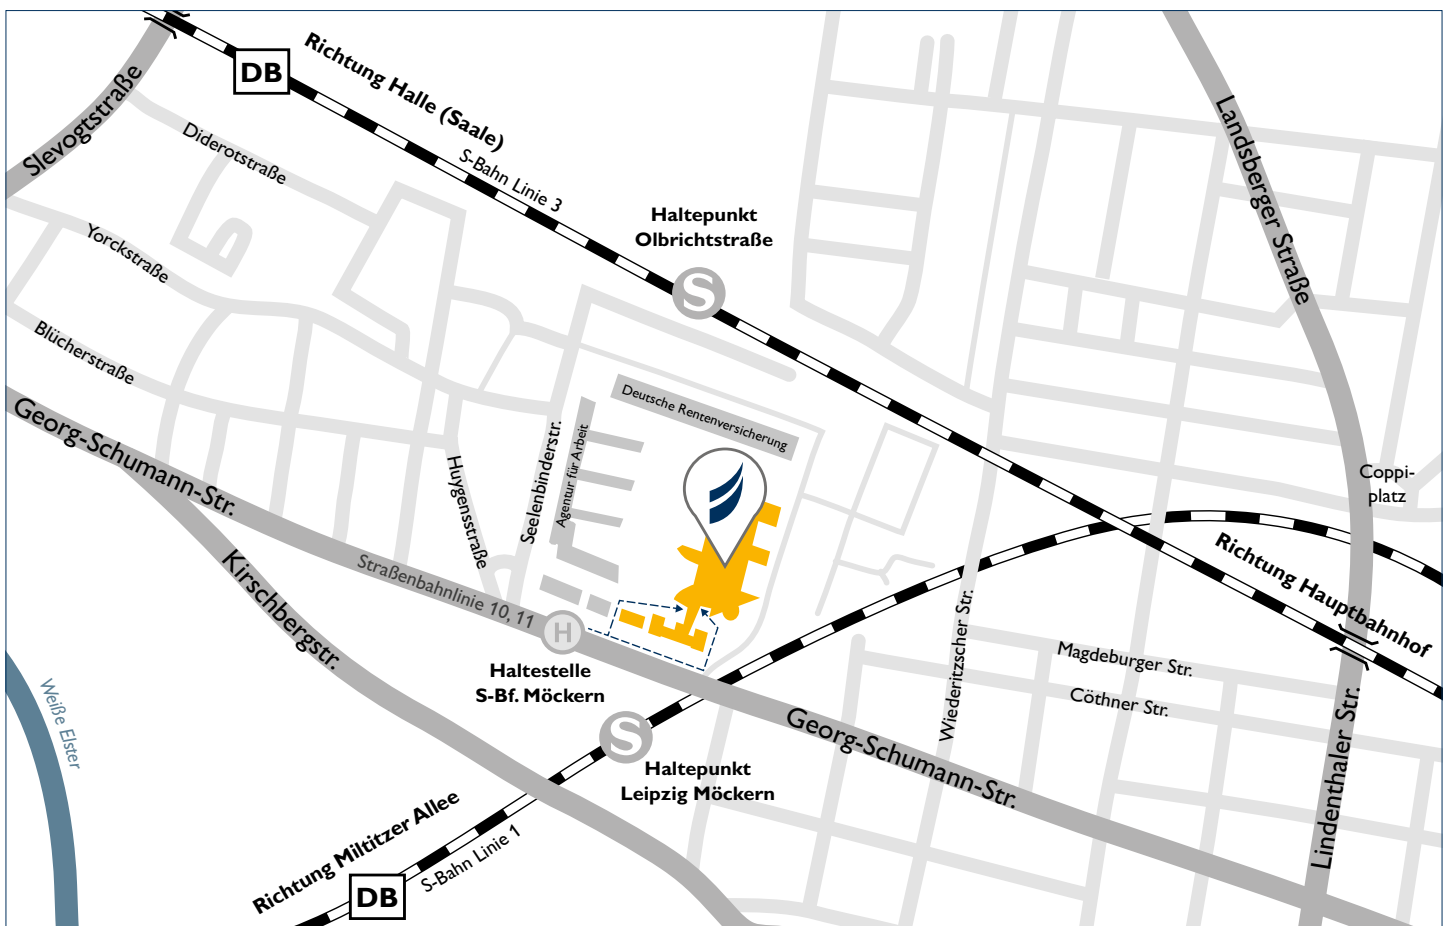 DB
Richtung Halle (Saale)
S-Bahn Linie 3
Slevogtstraße
Diderotstraße
Landsberger Straße
Haltepunkt
Olbrichtstraße
S
Yorckstraße
Blücherstraße
Deutsche Rentenversicherung
Georg-Schumann-Str.
Huygensstraße
Seelenbinderstr.
Agentur für Arbeit
Coppi-
platz
Kirschbergstr.
Straßenbahnlinie 10, 11
H
Haltestelle
S-Bf. Möckern
Richtung Hauptbahnhof
Wiederitzscher Str.
Magdeburger Str.
Cöthner Str.
Weiße Elster
S
Haltepunkt
Leipzig Möckern
Georg-Schumann-Str.
Lindenthaler Str.
Richtung Miltitzer Allee
S-Bahn Linie 1
DB